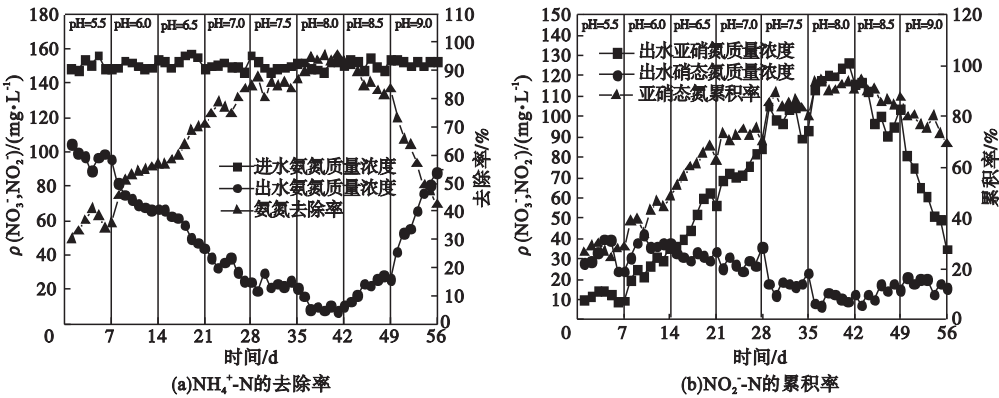 pH=5.5 pH=6.0 pH=6.5 pH=7.0 pH=7.5 pH=8.0 pH=8.5 pH=9.0
180
160
140
120
100
80
60
40
20
0
110
100
90
80
70
60
50
40
30
20
10
0
ρ (NO₃⁻,NO₂⁻)/(mg·L⁻¹)
去除率/%
进水氨氮质量浓度
出水氨氮质量浓度
氨氮去除率
7 14 21 28 35 42 49 56
时间/d
(a)NH₄⁺-N的去除率
pH=5.5 pH=6.0 pH=6.5 pH=7.0 pH=7.5 pH=8.0 pH=8.5 pH=9.0
150
140
130
120
110
100
90
80
70
60
50
40
30
20
10
0
120
100
80
60
40
20
0
ρ (NO₃⁻,NO₂⁻)/(mg·L⁻¹)
累积率/%
出水亚硝氮质量浓度
出水硝态氮质量浓度
亚硝态氮累积率
7 14 21 28 35 42 49 56
时间/d
(b)NO₂⁻-N的累积率